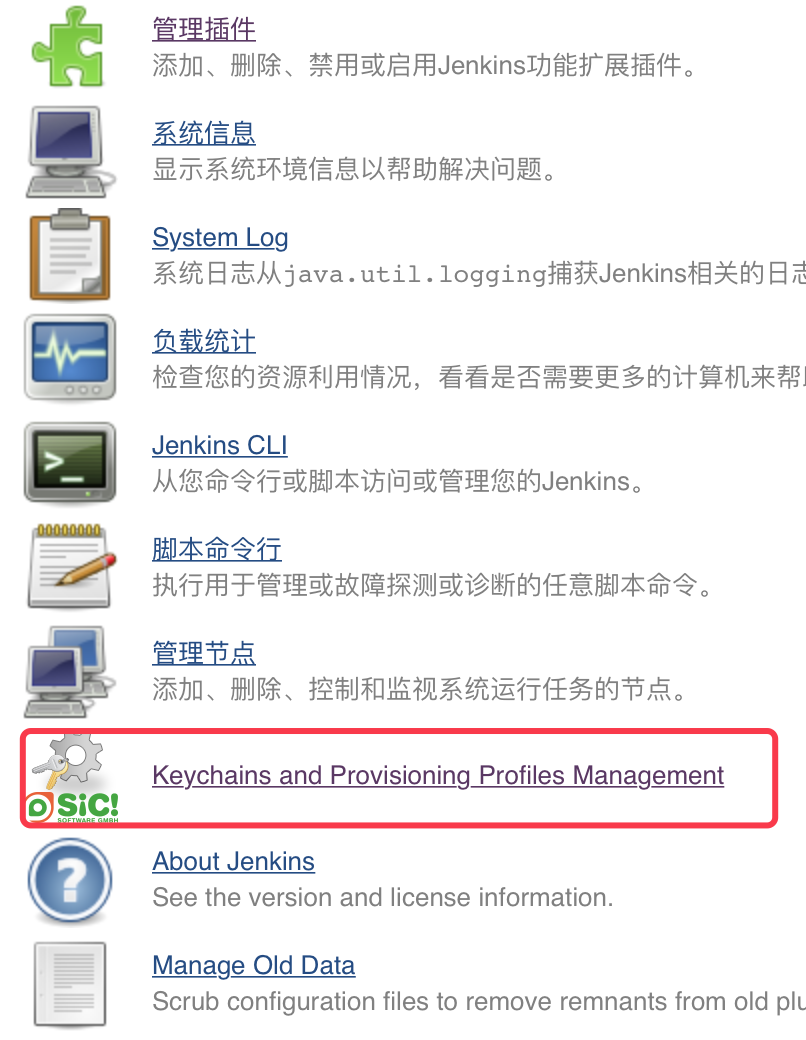 管理插件
添加、删除、禁用或启用Jenkins功能扩展插件。
系统信息
显示系统环境信息以帮助解决问题。
System Log
系统日志从java.util.logging捕获Jenkins相关的日志
负载统计
检查您的资源利用情况，看看是否需要更多的计算机来帮助
Jenkins CLI
从您命令行或脚本访问或管理您的Jenkins。
脚本命令行
执行用于管理或故障探测或诊断的任意脚本命令。
管理节点
添加、删除、控制和监视系统运行任务的节点。
Keychains and Provisioning Profiles Management
SiC!
SOFTWARE GMBH
About Jenkins
See the version and license information.
Manage Old Data
Scrub configuration files to remove remnants from old plu